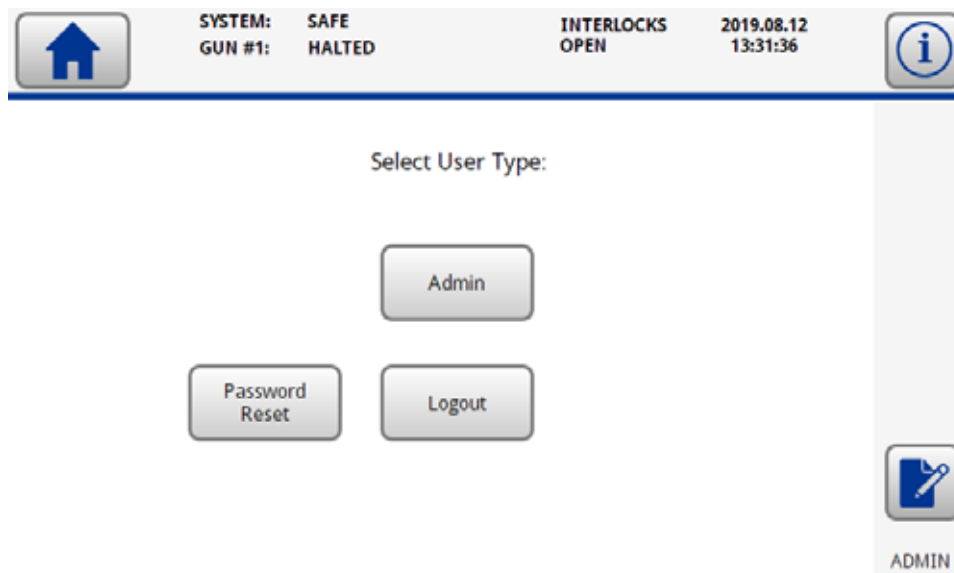 SYSTEM: SAFE INTERLOCKS 2019.08.12
GUN #1: HALTED OPEN 13:31:36
i
Select User Type:
Admin
Password
Reset
Logout
ADMIN